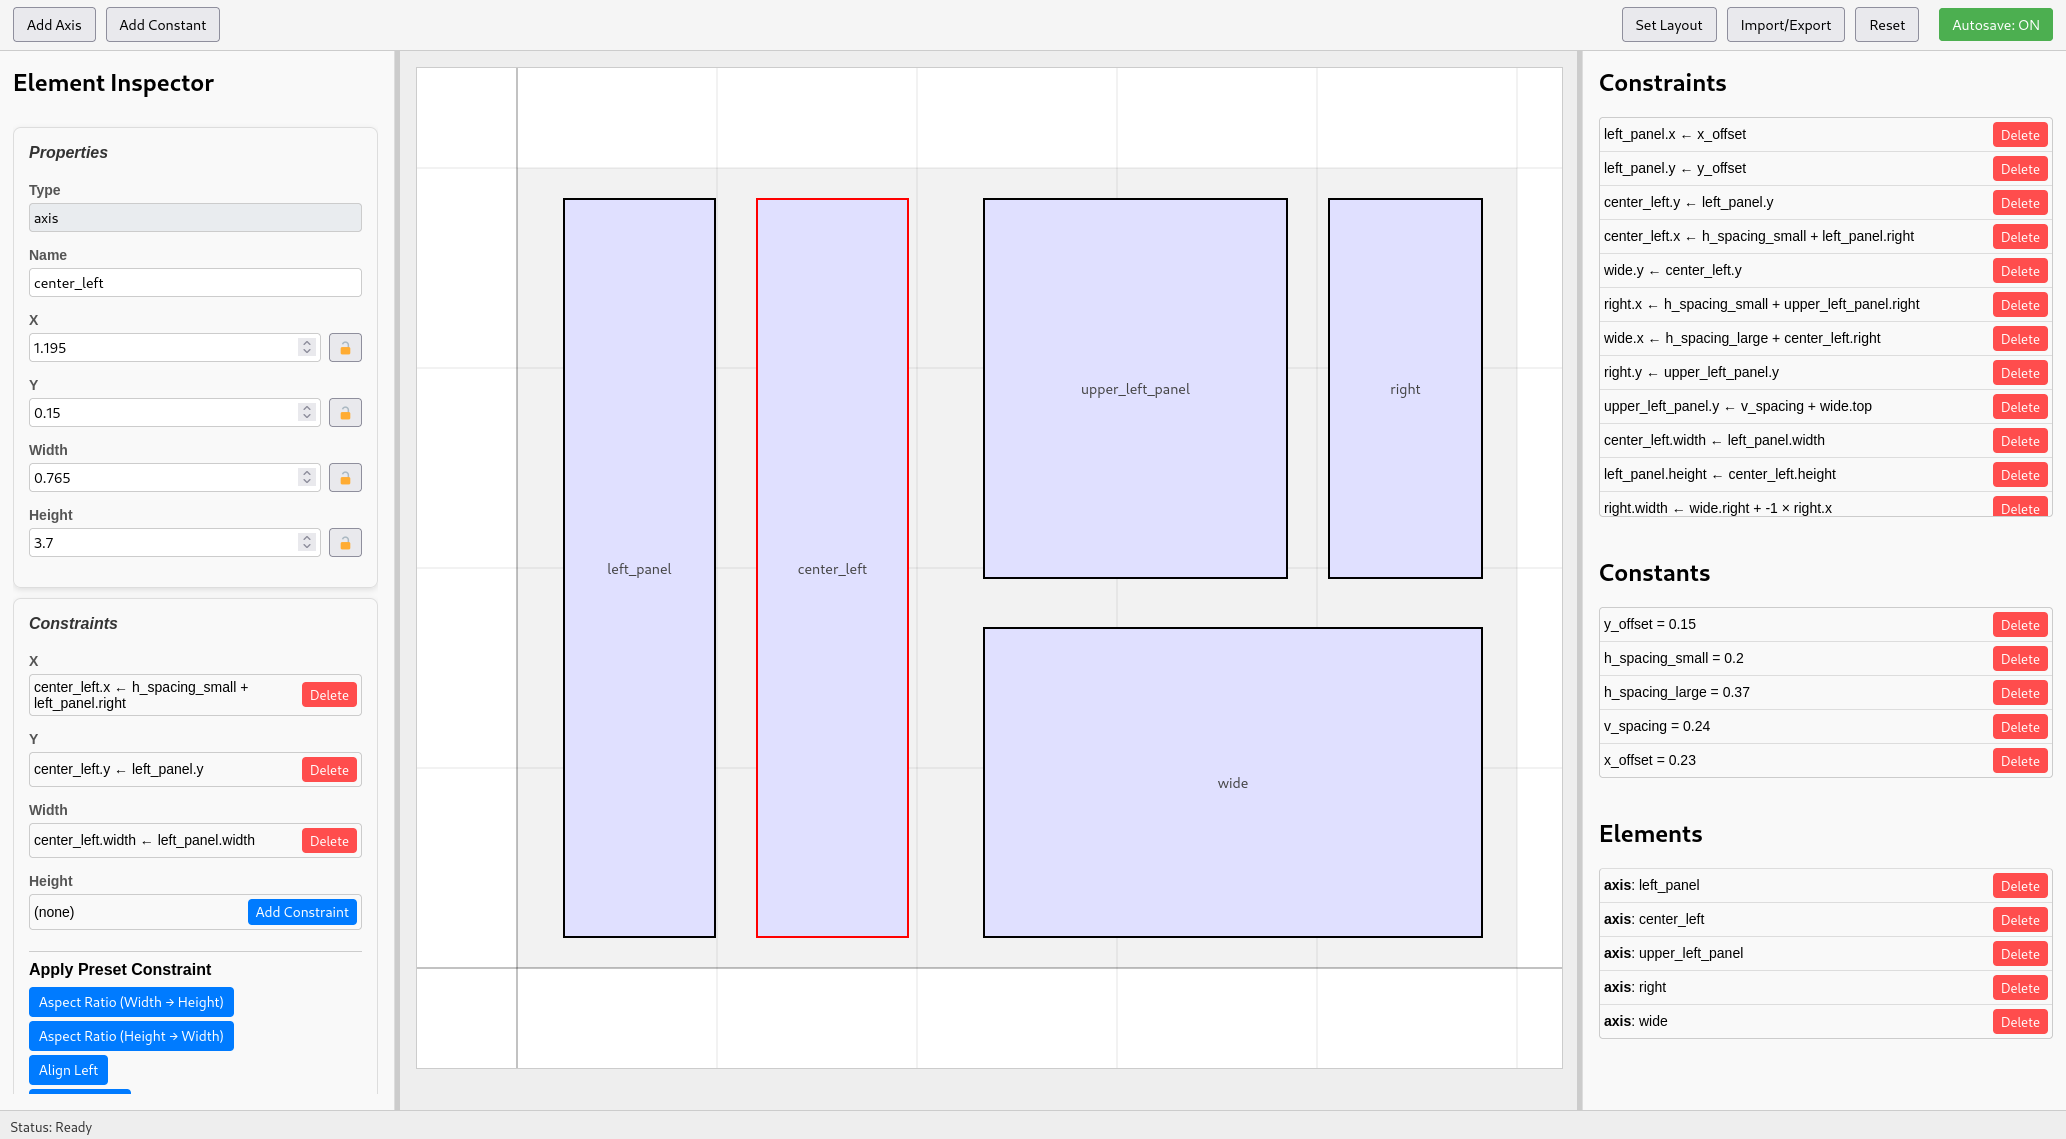 Add Axis
Add Constant
Set Layout
Import/Export
Reset
Autosave: ON
Element Inspector
Properties
Type
axis
Name
center_left
X
1.195
Y
0.15
Width
0.765
Height
3.7
Constraints
X
center_left.x ← h_spacing_small +
left_panel.right
Delete
Y
center_left.y ← left_panel.y
Delete
Width
center_left.width ← left_panel.width
Delete
Height
(none)
Add Constraint
Apply Preset Constraint
Aspect Ratio (Width → Height)
Aspect Ratio (Height → Width)
Align Left
left_panel
center_left
upper_left_panel
right
wide
Constraints
left_panel.x ← x_offset
Delete
left_panel.y ← y_offset
Delete
center_left.y ← left_panel.y
Delete
center_left.x ← h_spacing_small + left_panel.right
Delete
wide.y ← center_left.y
Delete
right.x ← h_spacing_small + upper_left_panel.right
Delete
wide.x ← h_spacing_large + center_left.right
Delete
right.y ← upper_left_panel.y
Delete
upper_left_panel.y ← v_spacing + wide.top
Delete
center_left.width ← left_panel.width
Delete
left_panel.height ← center_left.height
Delete
right.width ← wide.right + -1 × right.x
Delete
Constants
y_offset = 0.15
Delete
h_spacing_small = 0.2
Delete
h_spacing_large = 0.37
Delete
v_spacing = 0.24
Delete
x_offset = 0.23
Delete
Elements
axis: left_panel
Delete
axis: center_left
Delete
axis: upper_left_panel
Delete
axis: right
Delete
axis: wide
Delete
Status: Ready